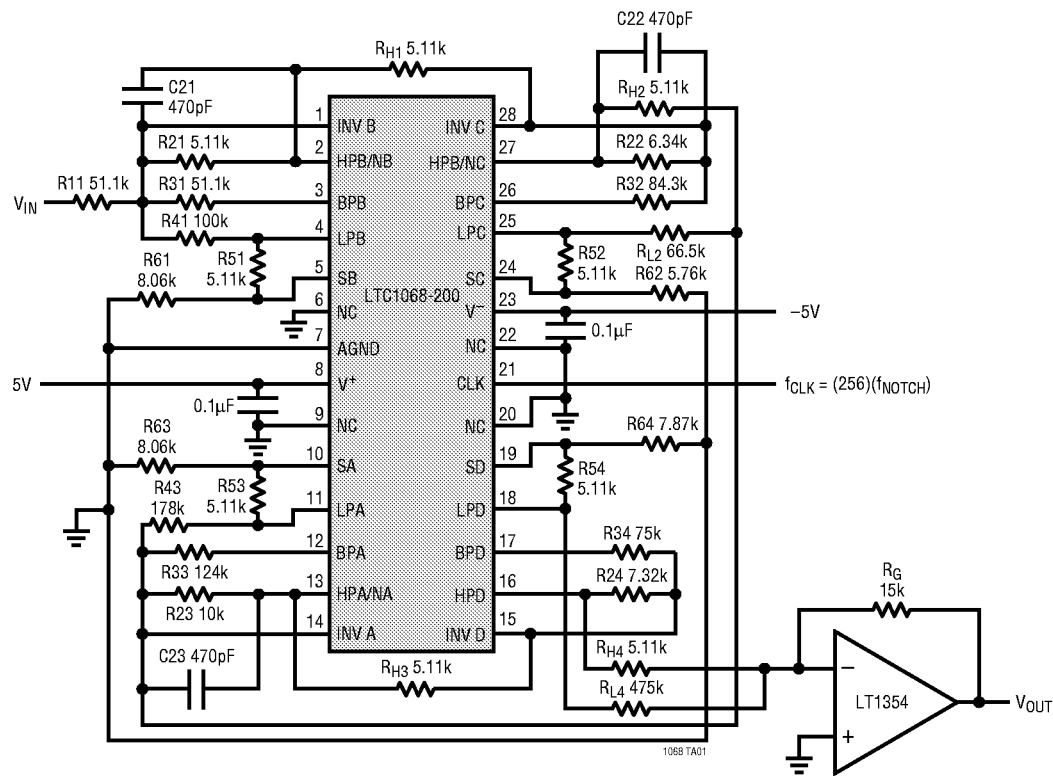 C22 470pF
RH1 5.11k
C21
470pF
RH2 5.11k
1
INV B
INV C
28
R21 5.11k
2
HPB/NB
HPB/NC
27
R22 6.34k
R11 51.1k
R31 51.1k
3
BPB
BPC
26
R32 84.3k
VIN
R41 100k
4
LPB
LPC
25
RL2 66.5k
R61
8.06k
R51
5.11k
5
SB
SC
24
R52
5.11k
R62 5.76k
LTC1068-200
6
NC
V−
23
–5V
7
AGND
NC
22
0.1µF
5V
8
V+
CLK
21
fCLK = (256)(fNOTCH)
0.1µF
9
NC
NC
20
R63
8.06k
R64 7.87k
10
SA
SD
19
R43
178k
R53
5.11k
R54
5.11k
11
LPA
LPD
18
12
BPA
BPD
17
R34 75k
R33 124k
13
HPA/NA
HPD
16
R24 7.32k
R23 10k
14
INV A
INV D
15
RG
15k
C23 470pF
RH3 5.11k
RH4 5.11k
RL4 475k
−
LT1354
VOUT
+
1068 TA01